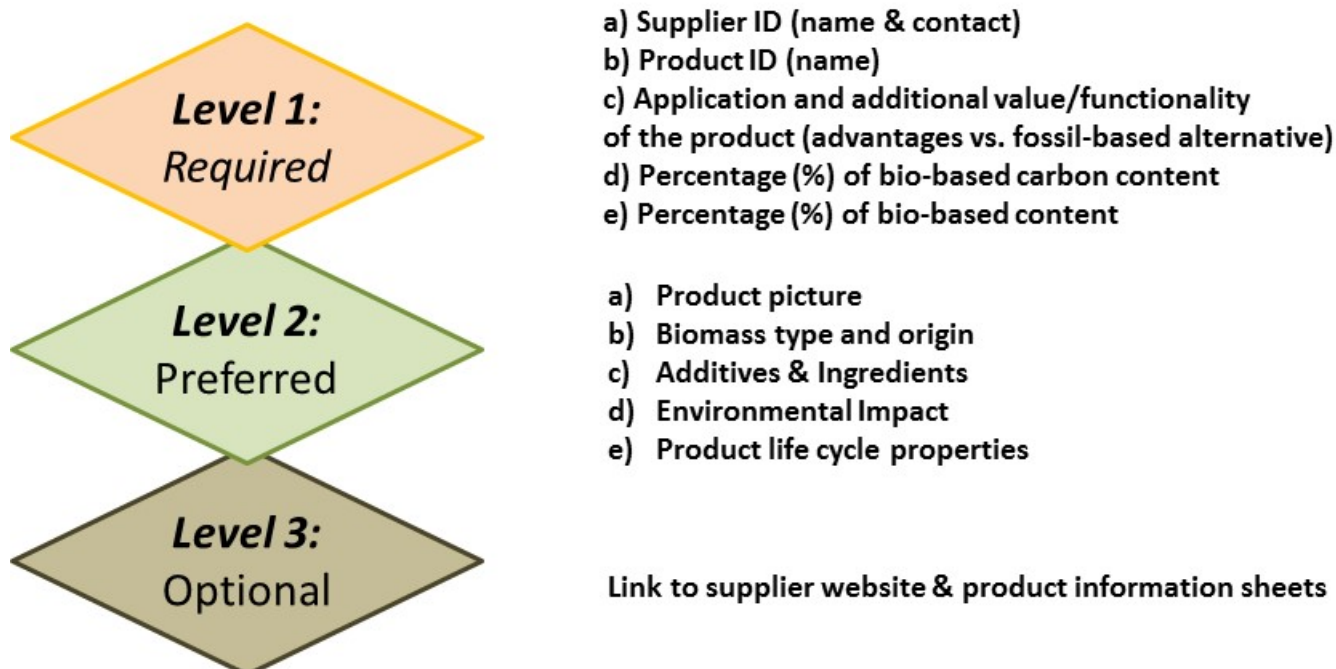 Level 1:
Required
a) Supplier ID (name & contact)
b) Product ID (name)
c) Application and additional value/functionality
of the product (advantages vs. fossil-based alternative)
d) Percentage (%) of bio-based carbon content
e) Percentage (%) of bio-based content
Level 2:
Preferred
a) Product picture
b) Biomass type and origin
c) Additives & Ingredients
d) Environmental Impact
e) Product life cycle properties
Level 3:
Optional
Link to supplier website & product information sheets